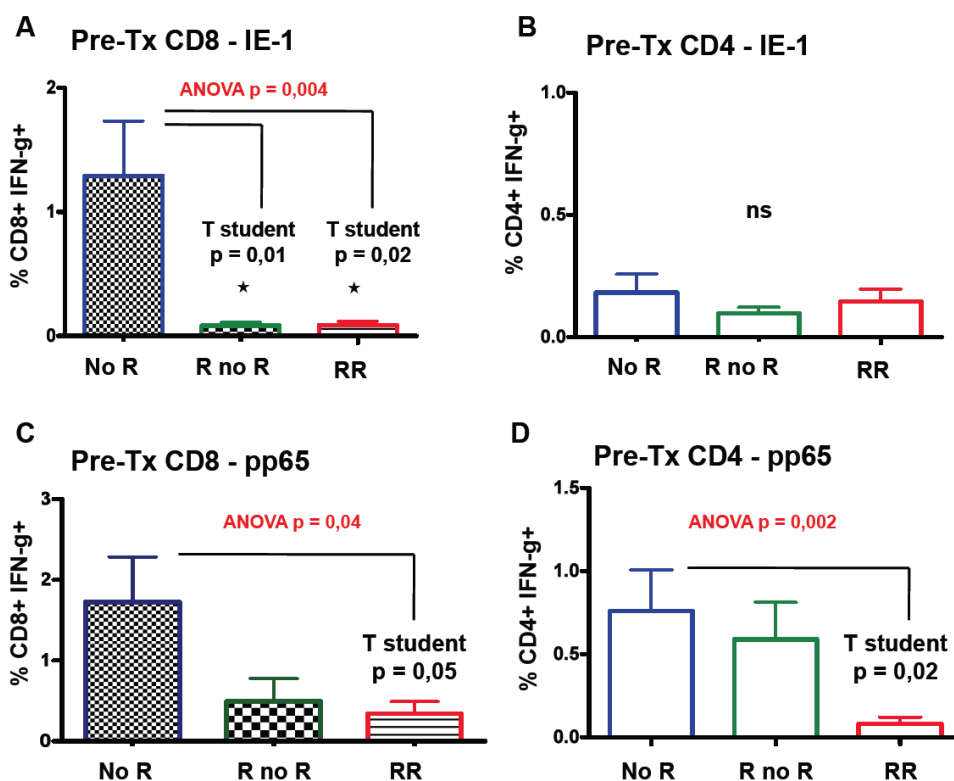 A
Pre-Tx CD8 - IE-1
ANOVA p = 0,004
% CD8+ IFN-g+
2
1
0
T student
p = 0,01
★
T student
p = 0,02
★
No R
R no R
RR
B
Pre-Tx CD4 - IE-1
% CD4+ IFN-g+
1.0
0.5
0.0
ns
No R
R no R
RR
C
Pre-Tx CD8 - pp65
ANOVA p = 0,04
% CD8+ IFN-g+
3
2
1
0
T student
p = 0,05
No R
R no R
RR
D
Pre-Tx CD4 - pp65
ANOVA p = 0,002
% CD4+ IFN-g+
1.5
1.0
0.5
0.0
T student
p = 0,02
No R
R no R
RR